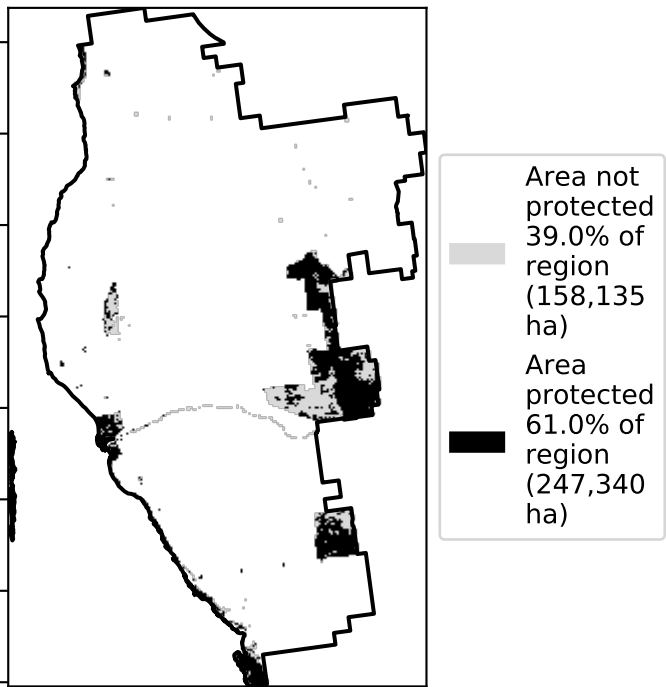 Area not
protected
39.0% of
region
(158,135
ha)
Area
protected
61.0% of
region
(247,340
ha)